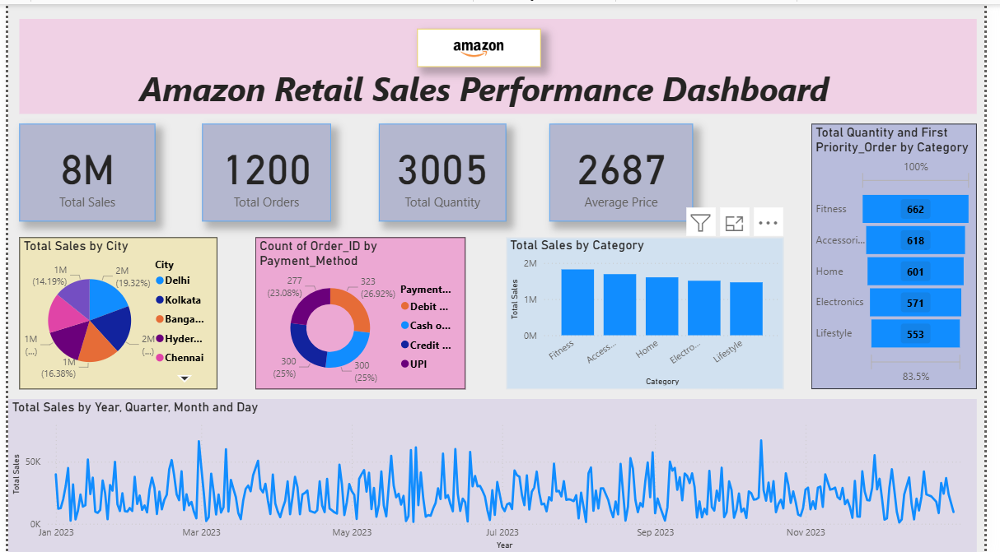 amazon
Amazon Retail Sales Performance Dashboard
8M
Total Sales
1200
Total Orders
3005
Total Quantity
2687
Average Price
Total Quantity and First
Priority_Order by Category
100%
Fitness 662
Accessori... 618
Home 601
Electronics 571
Lifestyle 553
83.5%
Total Sales by City
1M
(14.19%)
2M
(19.32%)
2M
(...)
1M
(16.38%)
1M
(...)
City
Delhi
Kolkata
Banga...
Hyder...
Chennai
Count of Order_ID by
Payment_Method
277
(23.08%)
323
(26.92%)
300
(25%)
300
(25%)
Payment...
Debit ...
Cash o...
Credit ...
UPI
Total Sales by Category
Total Sales
2M
1M
0M
Fitness
Access...
Home
Electro...
Lifestyle
Category
Total Sales by Year, Quarter, Month and Day
Total Sales
50K
0K
Jan 2023
Mar 2023
May 2023
Jul 2023
Sep 2023
Nov 2023
Year